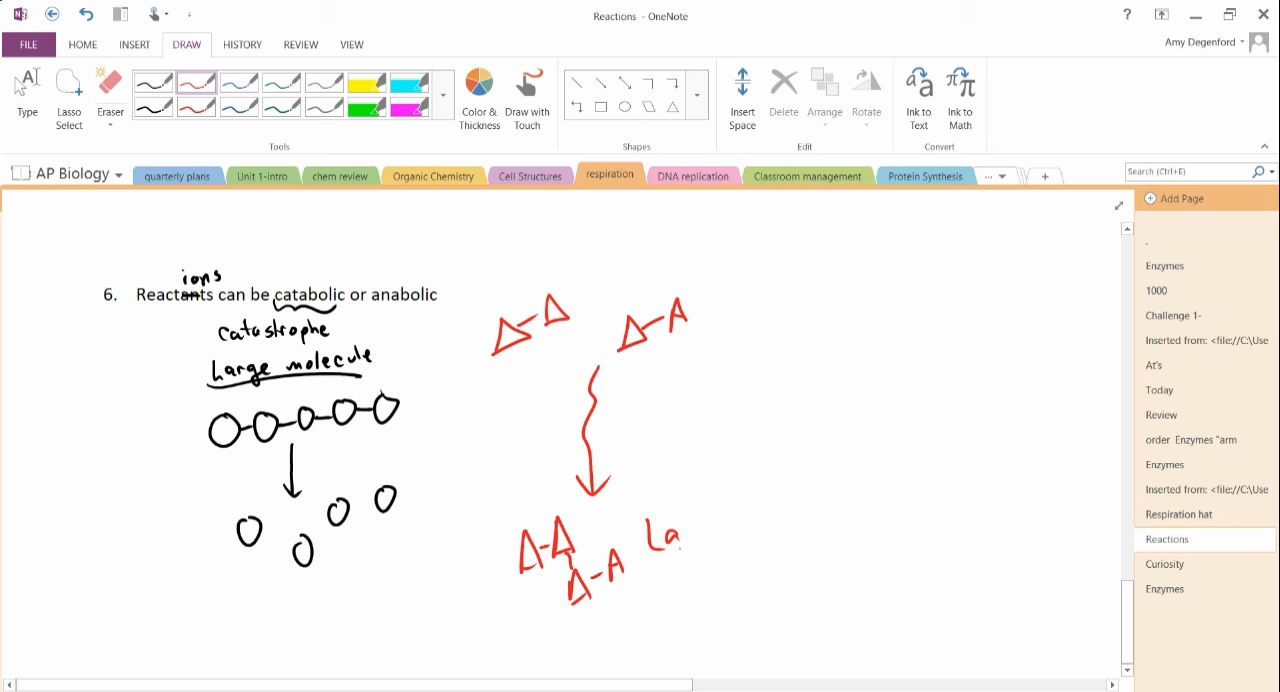 Reactions - OneNote
?
Amy Degenford
FILE HOME INSERT DRAW HISTORY REVIEW VIEW
Type
Lasso Select
Eraser
Color & Thickness
Draw with Touch
Insert Space
Delete
Arrange
Rotate
Ink to Text
Ink to Math
Tools
Shapes
Edit
Convert
AP Biology
quarterly plans
Unit 1-intro
chem review
Organic Chemistry
Cell Structures
respiration
DNA replication
Classroom management
Protein Synthesis
...
Search (Ctrl+E)
Add Page
.
Enzymes
1000
Challenge 1-
Inserted from: <file://C:\Use
At's
Today
Review
order Enzymes "arm
Enzymes
Inserted from: <file://C:\Use
Respiration hat
Reactions
Curiosity
Enzymes
ions
6. Reactants can be catabolic or anabolic
catastrophe
Large molecule
La